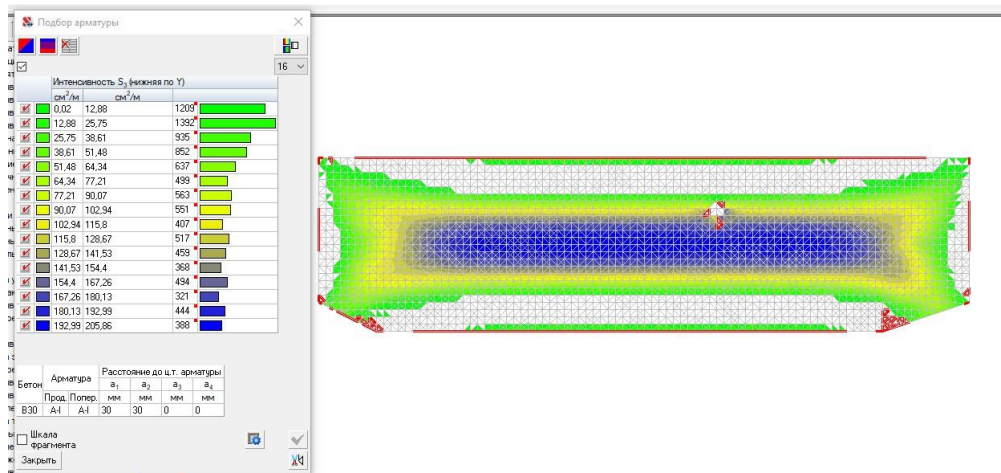 Подбор арматуры
16
Интенсивность S3 (нижняя по Y)
см²/м см²/м
0,02 12,88 1209
12,88 25,75 1392
25,75 38,61 935
38,61 51,48 852
51,48 64,34 637
64,34 77,21 499
77,21 90,07 563
90,07 102,94 551
102,94 115,8 407
115,8 128,67 517
128,67 141,53 459
141,53 154,4 368
154,4 167,26 494
167,26 180,13 321
180,13 192,99 444
192,99 205,86 388
Бетон Арматура Расстояние до ц.т. арматуры
a1 a2 a3 a4
Прод. Попер. мм мм мм мм
B30 A-I A-I 30 30 0 0
Шкала
фрагмента
Закрыть